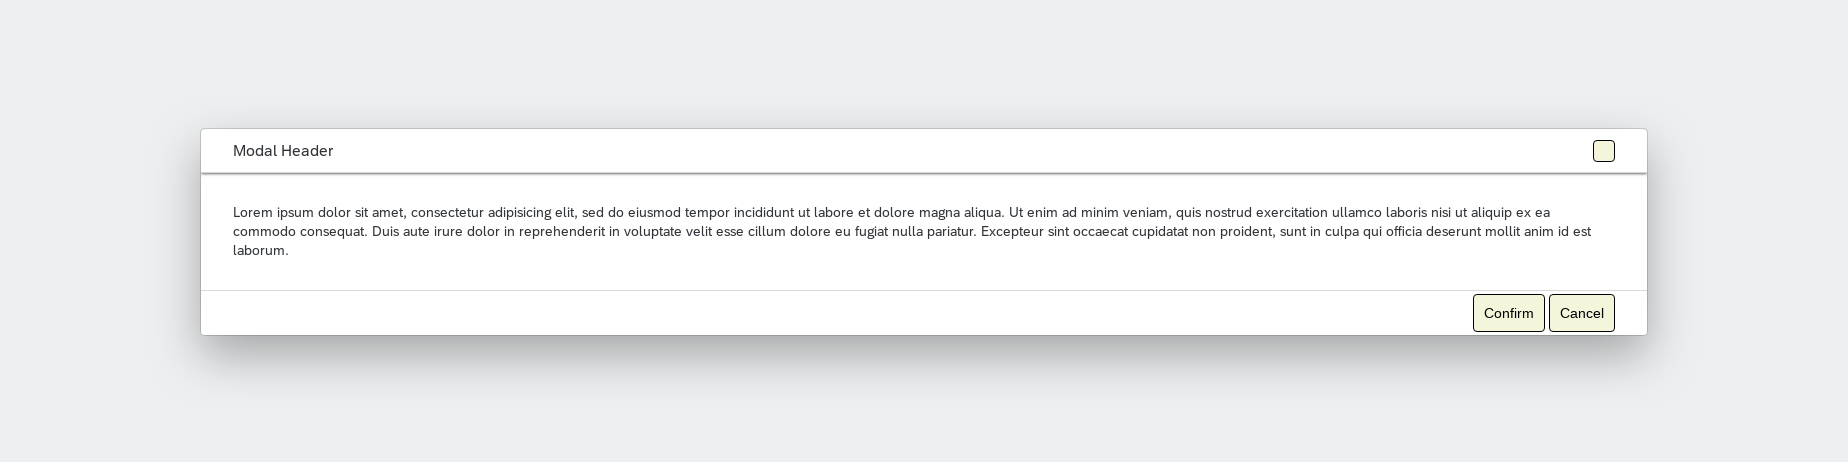 Modal Header
Lorem ipsum dolor sit amet, consectetur adipisicing elit, sed do eiusmod tempor incididunt ut labore et dolore magna aliqua. Ut enim ad minim veniam, quis nostrud exercitation ullamco laboris nisi ut aliquip ex ea
commodo consequat. Duis aute irure dolor in reprehenderit in voluptate velit esse cillum dolore eu fugiat nulla pariatur. Excepteur sint occaecat cupidatat non proident, sunt in culpa qui officia deserunt mollit anim id est
laborum.
Confirm Cancel